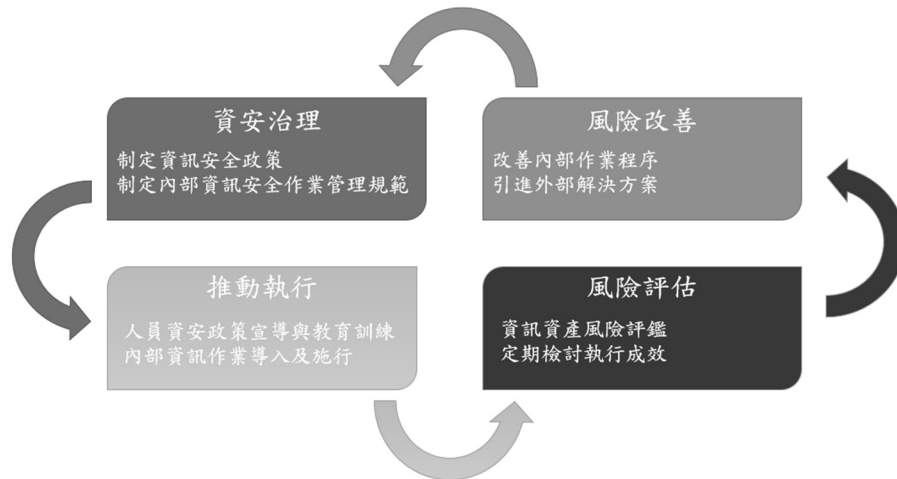 資安治理
制定資訊安全政策
制定內部資訊安全作業管理規範
風險改善
改善內部作業程序
引進外部解決方案
推動執行
人員資安政策宣導與教育訓練
內部資訊作業導入及施行
風險評估
資訊資產風險評鑑
定期檢討執行成效